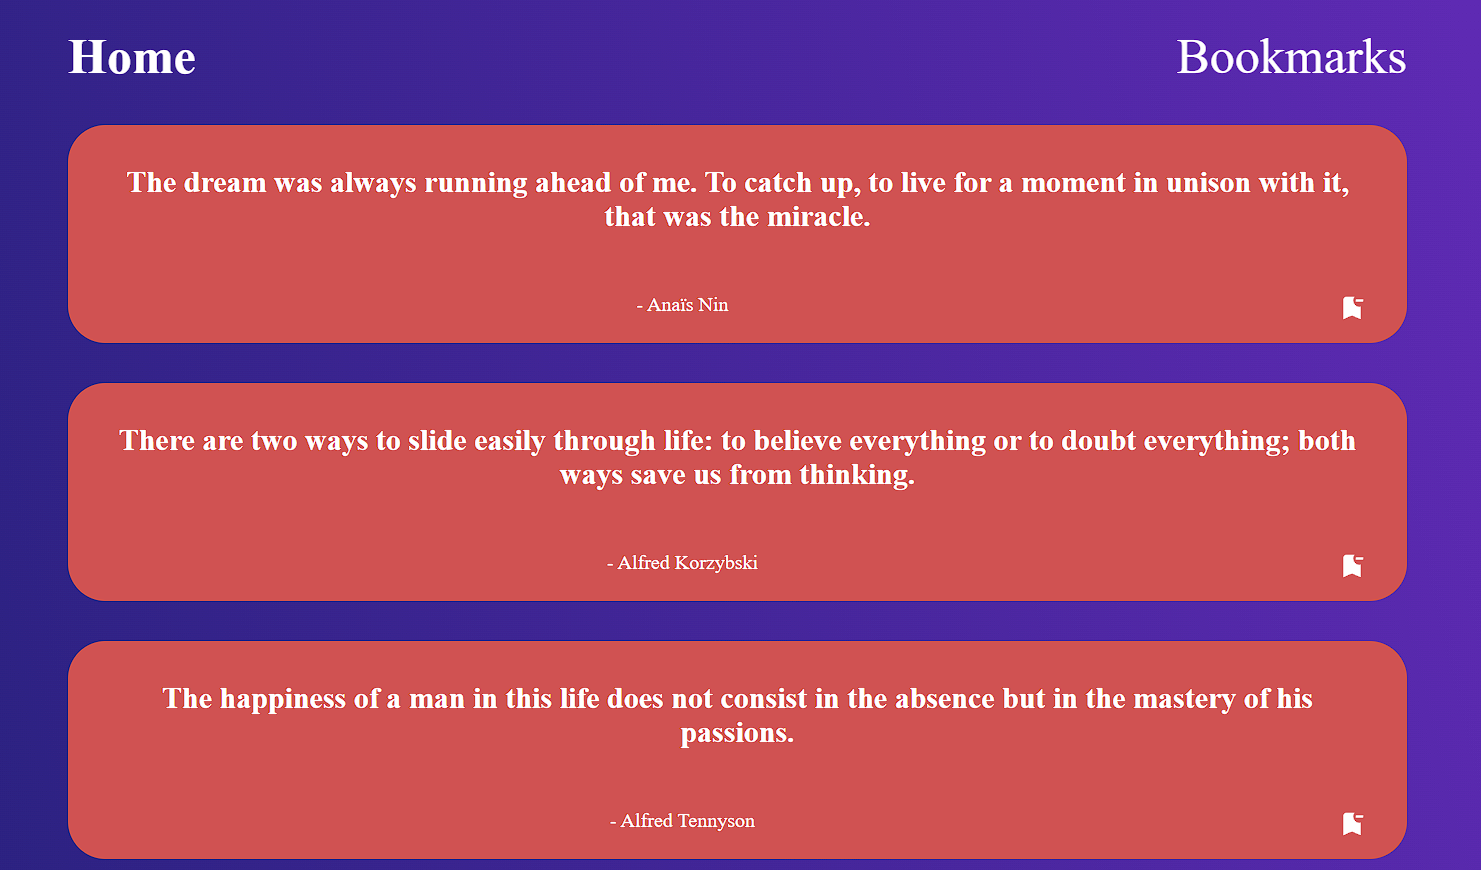 Home
Bookmarks
The dream was always running ahead of me. To catch up, to live for a moment in unison with it,
that was the miracle.
- Anaïs Nin
There are two ways to slide easily through life: to believe everything or to doubt everything; both
ways save us from thinking.
- Alfred Korzybski
The happiness of a man in this life does not consist in the absence but in the mastery of his
passions.
- Alfred Tennyson